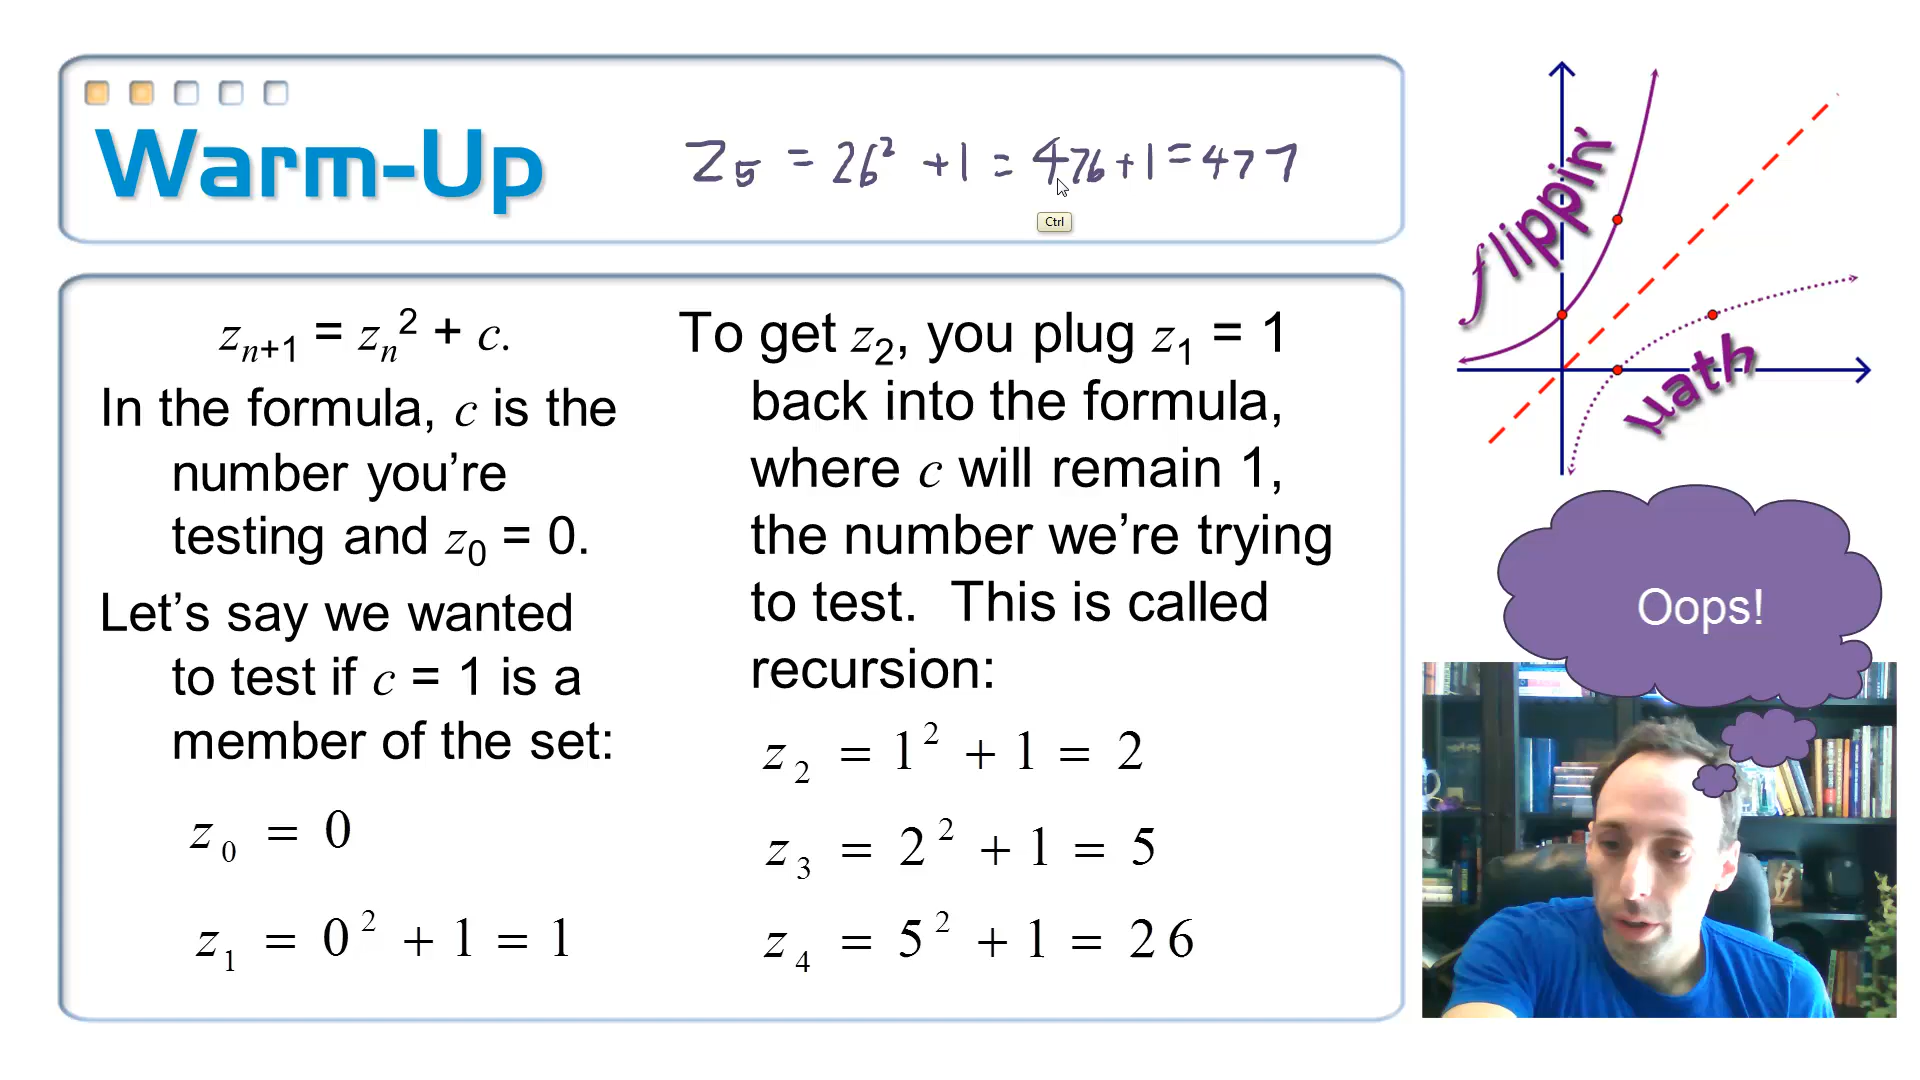 Warm-Up
z₅ = 26² + 1 = 476 + 1 = 477
Ctrl
zₙ₊₁ = zₙ² + c.
In the formula, c is the
number you’re
testing and z₀ = 0.
Let’s say we wanted
to test if c = 1 is a
member of the set:
z₀ = 0
z₁ = 0² + 1 = 1
To get z₂, you plug z₁ = 1
back into the formula,
where c will remain 1,
the number we’re trying
to test.  This is called
recursion:
z₂ = 1² + 1 = 2
z₃ = 2² + 1 = 5
z₄ = 5² + 1 = 26
flippin'
math
Oops!